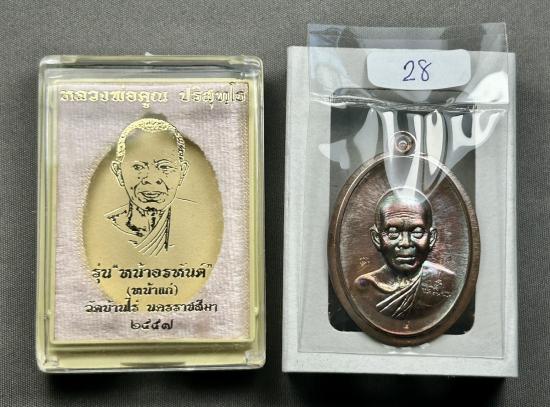 หลวงพ่อคูณ ปริสุทฺโธ
รุ่น "หน้าอรหันต์"
(หน้าแก่)
วัดบ้านไร่ นครราชสีมา
๒๕๕๗
28